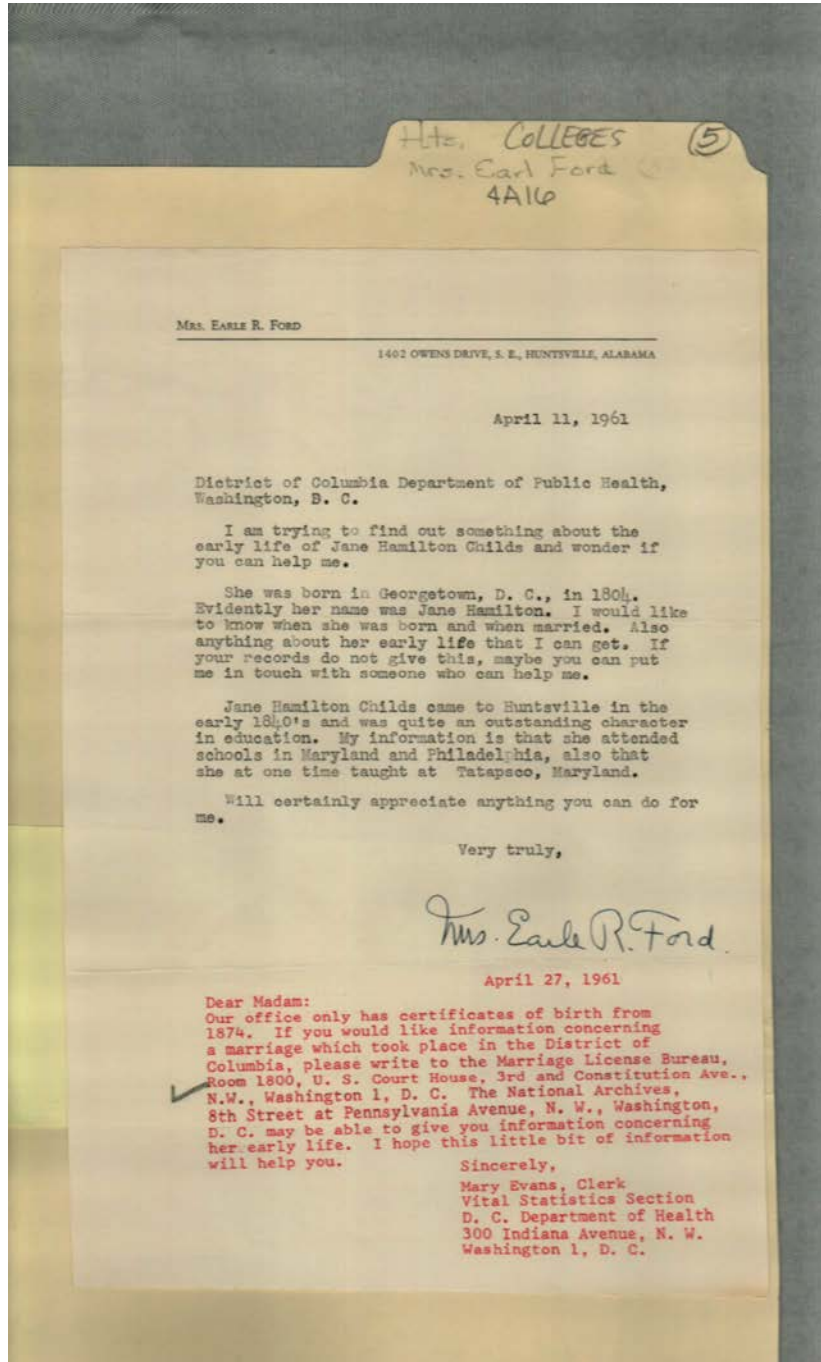 Hts. COLLEGES 5
Mrs. Earl Ford
4A16
MRS. EARLE R. FORD
1402 OWENS DRIVE, S. E., HUNTSVILLE, ALABAMA
April 11, 1961
District of Columbia Department of Public Health,
Washington, D. C.
I am trying to find out something about the
early life of Jane Hamilton Childs and wonder if
you can help me.
She was born in Georgetown, D. C., in 1804.
Evidently her name was Jane Hamilton. I would like
to know when she was born and when married. Also
anything about her early life that I can get. If
your records do not give this, maybe you can put
me in touch with someone who can help me.
Jane Hamilton Childs came to Huntsville in the
early 1840's and was quite an outstanding character
in education. My information is that she attended
schools in Maryland and Philadelphia, also that
she at one time taught at Tatapsco, Maryland.
Will certainly appreciate anything you can do for
me.
Very truly,
Mrs. Earle R. Ford
April 27, 1961
Dear Madam:
Our office only has certificates of birth from
1874. If you would like information concerning
a marriage which took place in the District of
Columbia, please write to the Marriage License Bureau,
Room 1800, U. S. Court House, 3rd and Constitution Ave.,
N.W., Washington 1, D. C. The National Archives,
8th Street at Pennsylvania Avenue, N. W., Washington,
D. C. may be able to give you information concerning
her early life. I hope this little bit of information
will help you.
Sincerely,
Mary Evans, Clerk
Vital Statistics Section
D. C. Department of Health
300 Indiana Avenue, N. W.
Washington 1, D. C.